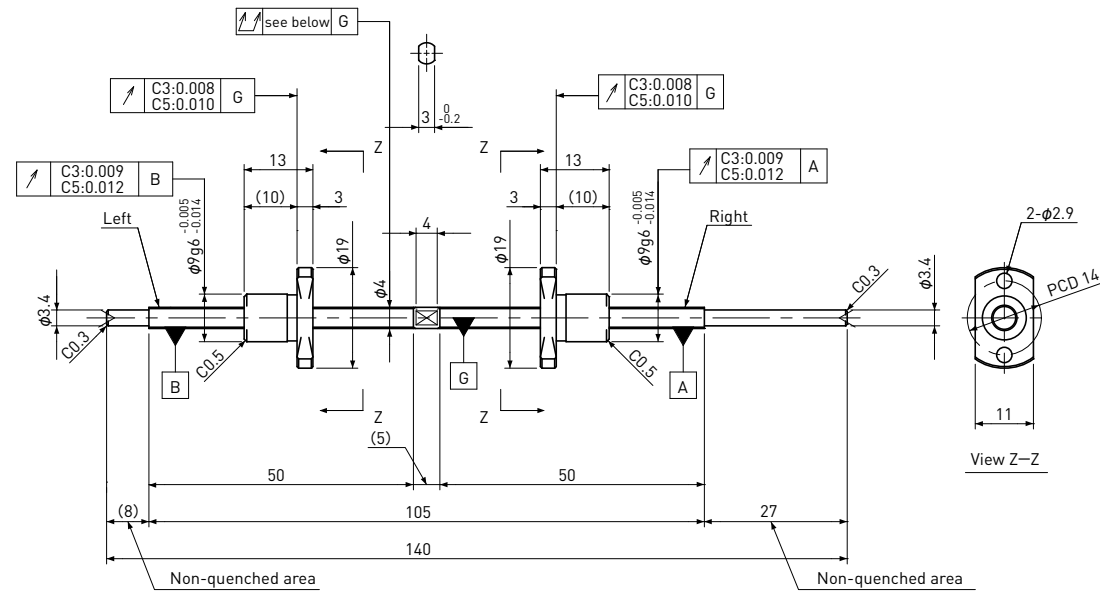 see below G
C3:0.008
C5:0.010 G
C3:0.008
C5:0.010 G
3 0
-0.2
Z
Z
13
13
C3:0.009
C5:0.012 B
C3:0.009
C5:0.012 A
(10)
3
3
(10)
φ9g6 -0.005
-0.014
φ9g6 -0.005
-0.014
Left
Right
4
2-φ2.9
φ19
φ19
φ4
φ3.4
φ3.4
C0.3
PCD 14
C0.3
C0.5
C0.5
B
G
A
Z
Z
11
(5)
View Z−Z
50
50
(8)
105
27
140
Non-quenched area
Non-quenched area